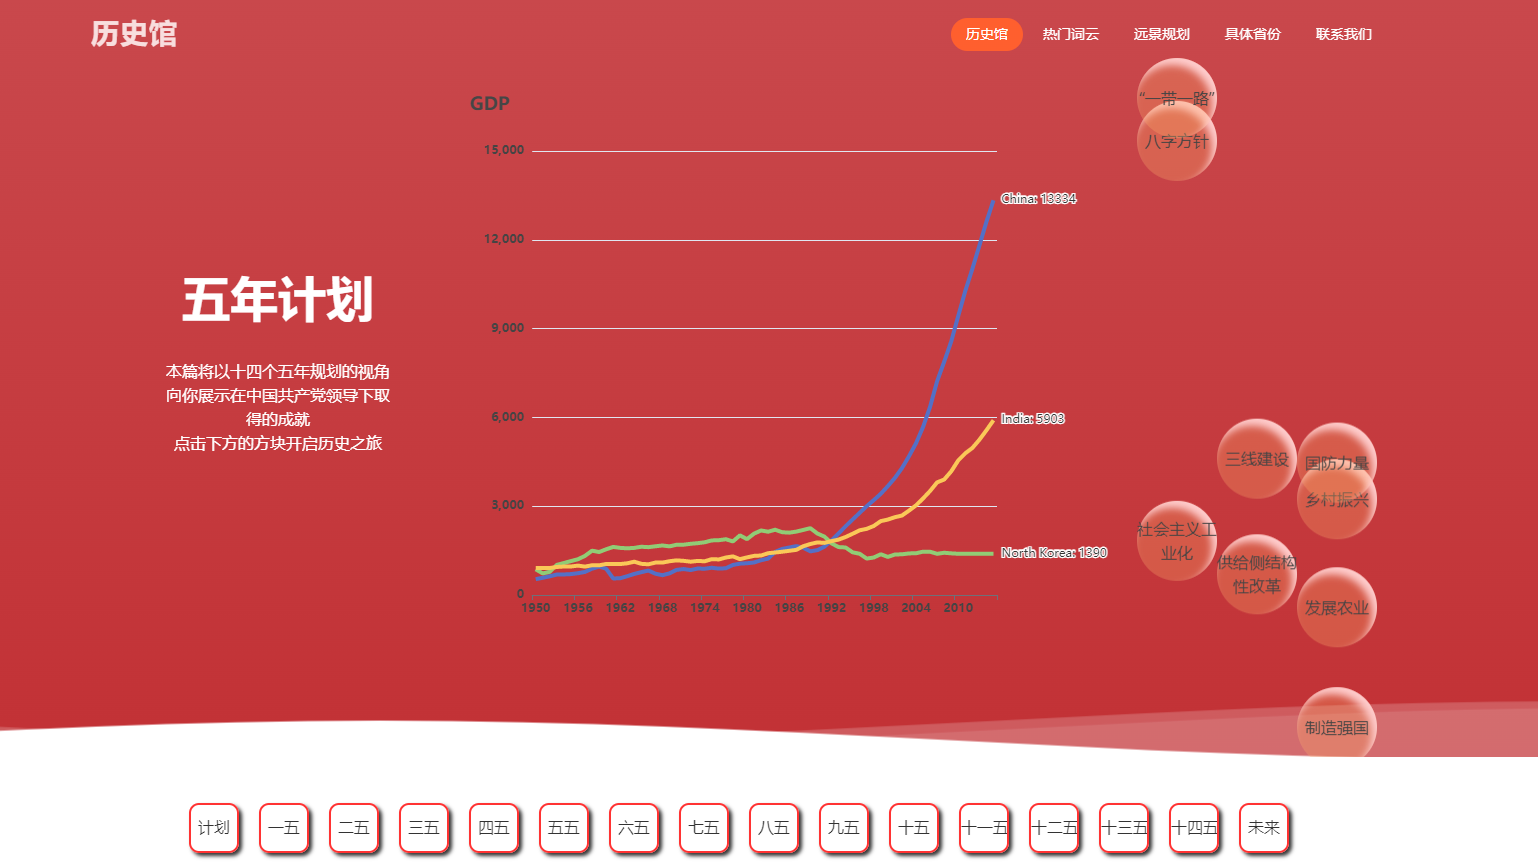 历史馆
历史馆 热门词云 远景规划 具体省份 联系我们
GDP
15,000
12,000
9,000
6,000
3,000
0
1950 1956 1962 1968 1974 1980 1986 1992 1998 2004 2010
China: 13334
India: 5903
North Korea: 1390
五年计划
本篇将以十四个五年规划的视角
向你展示在中国共产党领导下取
得的成就
点击下方的方块开启历史之旅
“一带一路”
八字方针
三线建设
国防力量
乡村振兴
社会主义工
业化
供给侧结构
性改革
发展农业
制造强国
计划 一五 二五 三五 四五 五五 六五 七五 八五 九五 十五 十一五 十二五 十三五 十四五 未来